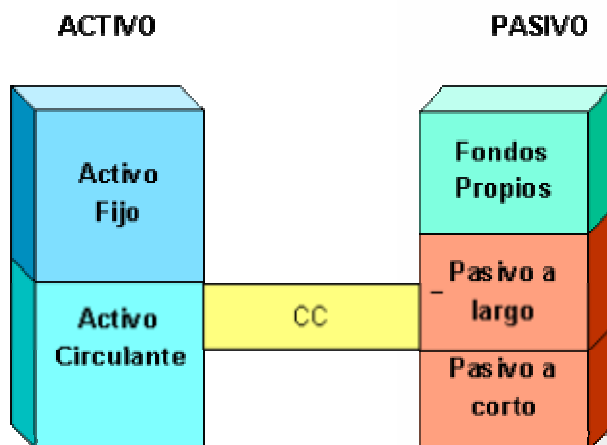 ACTIVO
PASIVO
Activo
Fijo
Fondos
Propios
Activo
Circulante
CC
- Pasivo a
largo
Pasivo a
corto